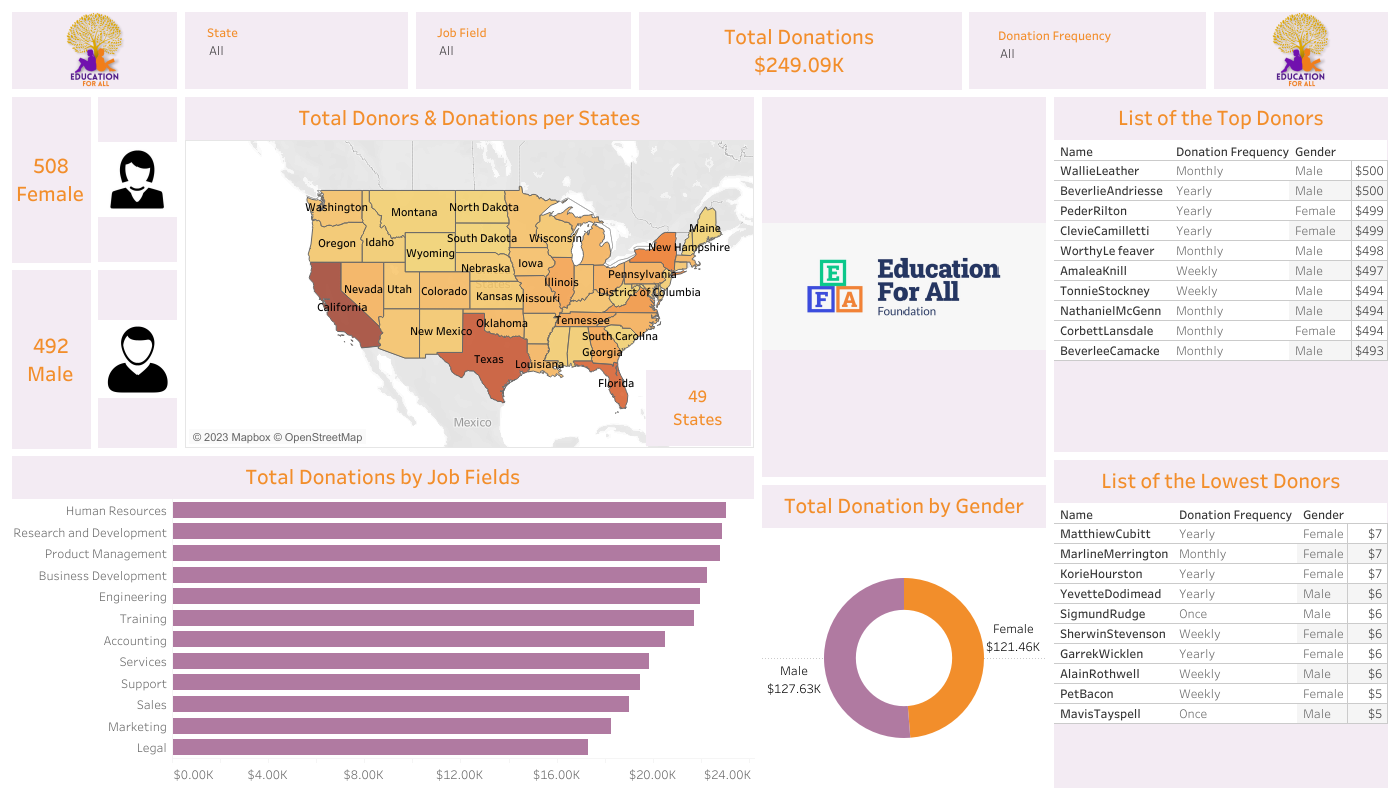 EDUCATION
FOR ALL
State
All
Job Field
All
Total Donations
$249.09K
Donation Frequency
All
EDUCATION
FOR ALL
508
Female
492
Male
Total Donors & Donations per States
Washington
Montana
North Dakota
Maine
Oregon
Idaho
South Dakota
Wisconsin
New Hampshire
Wyoming
Nebraska
Iowa
Pennsylvania
Nevada
Utah
Colorado
Kansas
Missouri
Illinois
District of Columbia
California
New Mexico
Oklahoma
Tennessee
South Carolina
Georgia
Texas
Louisiana
Florida
Mexico
49
States
© 2023 Mapbox © OpenStreetMap
E
F A
Education
For All
Foundation
List of the Top Donors
Name Donation Frequency Gender
WallieLeather Monthly Male $500
BeverlieAndriesse Yearly Male $500
PederRilton Yearly Female $499
ClevieCamilletti Yearly Female $499
WorthyLe feaver Monthly Male $498
AmaleaKnill Weekly Male $497
TonnieStockney Weekly Male $494
NathanielMcGenn Monthly Male $494
CorbettLansdale Monthly Female $494
BeverleeCamacke Monthly Male $493
Total Donations by Job Fields
Human Resources
Research and Development
Product Management
Business Development
Engineering
Training
Accounting
Services
Support
Sales
Marketing
Legal
$0.00K $4.00K $8.00K $12.00K $16.00K $20.00K $24.00K
Total Donation by Gender
Female
$121.46K
Male
$127.63K
List of the Lowest Donors
Name Donation Frequency Gender
MatthiewCubitt Yearly Female $7
MarlineMerrington Monthly Female $7
KorieHourston Yearly Female $7
YevetteDodimead Yearly Male $6
SigmundRudge Once Male $6
SherwinStevenson Weekly Female $6
GarrekWicklen Yearly Female $6
AlainRothwell Weekly Male $6
PetBacon Weekly Female $5
MavisTayspell Once Male $5